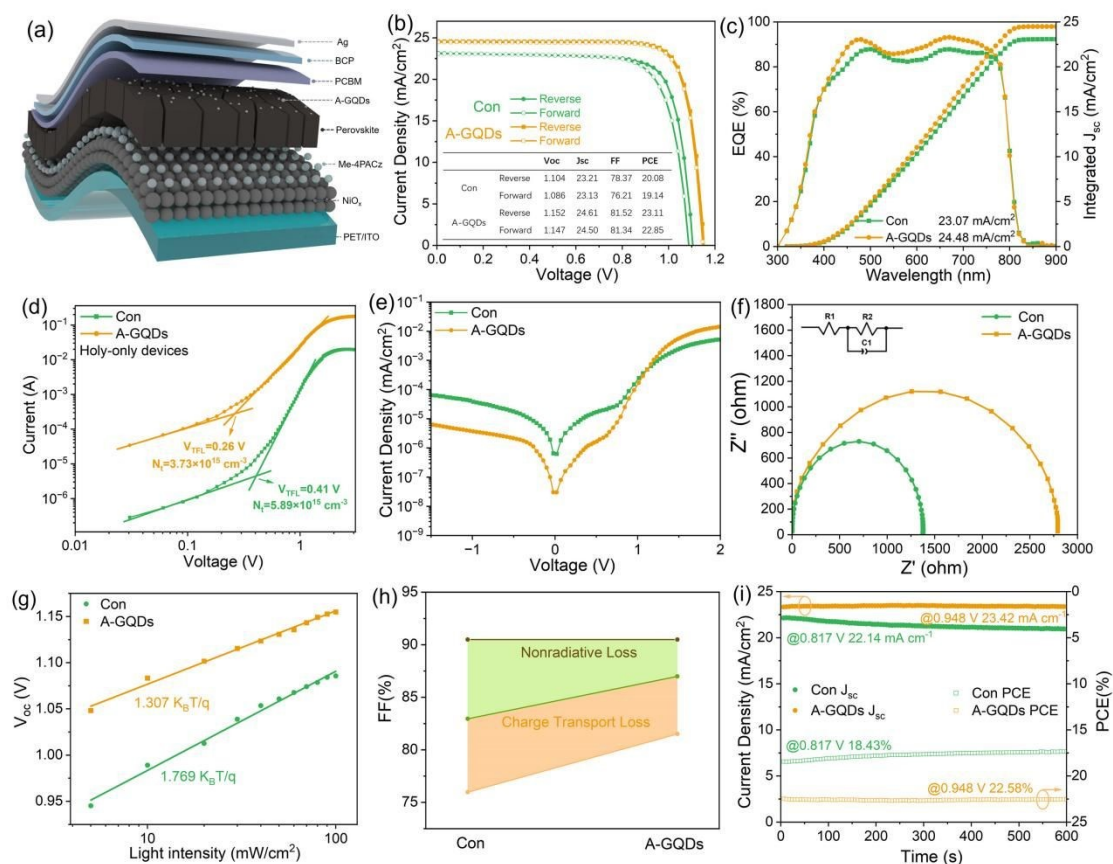 (a)
Ag
BCP
PCBM
A-GQDs
Perovskite
Me-4PACz
NiOₓ
PET/ITO
(b)
Current Density (mA/cm²)
25
20
15
10
5
0
Con
Reverse
Forward
A-GQDs
Reverse
Forward
Voc Jsc FF PCE
Con
Reverse 1.104 23.21 78.37 20.08
Forward 1.086 23.13 76.21 19.14
A-GQDs
Reverse 1.152 24.61 81.52 23.11
Forward 1.147 24.50 81.34 22.85
0.0 0.2 0.4 0.6 0.8 1.0 1.2
Voltage (V)
(c)
EQE (%)
100
80
60
40
20
0
Con 23.07 mA/cm²
A-GQDs 24.48 mA/cm²
25
20
15
10
5
0
Integrated Jsc (mA/cm²)
300 400 500 600 700 800 900
Wavelength (nm)
(d)
Current (A)
10⁻¹
10⁻²
10⁻³
10⁻⁴
10⁻⁵
10⁻⁶
Con
A-GQDs
Holy-only devices
V_TFL=0.26 V
Nₜ=3.73×10¹⁵ cm⁻³
V_TFL=0.41 V
Nₜ=5.89×10¹⁵ cm⁻³
0.01 0.1 1
Voltage (V)
(e)
Current Density (mA/cm²)
10⁰
10⁻¹
10⁻²
10⁻³
10⁻⁴
10⁻⁵
10⁻⁶
10⁻⁷
10⁻⁸
10⁻⁹
Con
A-GQDs
−1 0 1 2
Voltage (V)
(f)
Z'' (ohm)
1800
1600
1400
1200
1000
800
600
400
200
0
R1 R2
C1
Con
A-GQDs
0 500 1000 1500 2000 2500 3000
Z' (ohm)
(g)
Voc (V)
1.15
1.10
1.05
1.00
0.95
Con
A-GQDs
1.307 K_BT/q
1.769 K_BT/q
10 100
Light intensity (mW/cm²)
(h)
FF(%)
95
90
85
80
75
Nonradiative Loss
Charge Transport Loss
Con A-GQDs
(i)
Current Density (mA/cm²)
25
22
20
17
15
12
10
7
5
2
0
@0.948 V 23.42 mA cm⁻¹
@0.817 V 22.14 mA cm⁻¹
Con Jsc Con PCE
A-GQDs Jsc A-GQDs PCE
@0.817 V 18.43%
@0.948 V 22.58%
0
5
10
15
20
25
PCE(%)
0 100 200 300 400 500 600
Time (s)